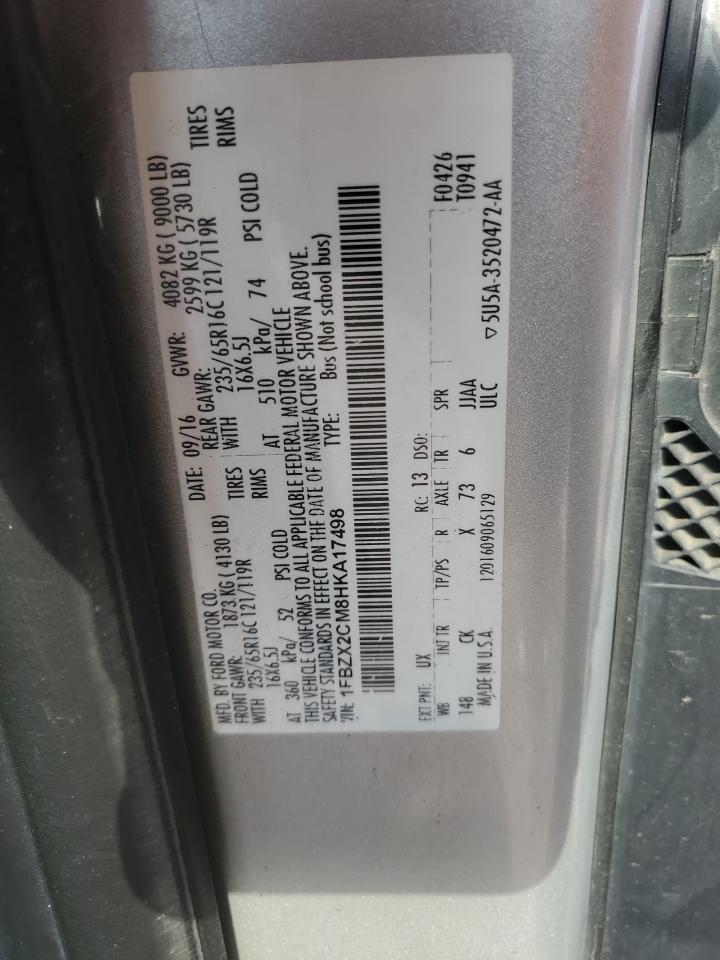 MFD. BY FORD MOTOR CO.
DATE: 09/16 GVWR: 4082 KG ( 9000 LB)
FRONT GAWR: 1873 KG ( 4130 LB) REAR GAWR: 2599 KG ( 5730 LB)
WITH 235/65R16C 121/119R TIRES WITH 235/65R16C 121/119R TIRES
16X6.5J RIMS 16X6.5J RIMS
AT 360 kPa/ 52 PSI COLD AT 510 kPa/ 74 PSI COLD
THIS VEHICLE CONFORMS TO ALL APPLICABLE FEDERAL MOTOR VEHICLE
SAFETY STANDARDS IN EFFECT ON THE DATE OF MANUFACTURE SHOWN ABOVE.
VIN: 1FBZX2CM8HKA17498 TYPE: Bus (Not school bus)
EXT PNT: UX RC: 13 DSO: F0426
WB INT TR TP/PS R AXLE TR SPR T0941
148 CK X 73 6 JJAA
MADE IN U.S.A. 1201609065129 ULC ▽ 5U5A-3520472-AA